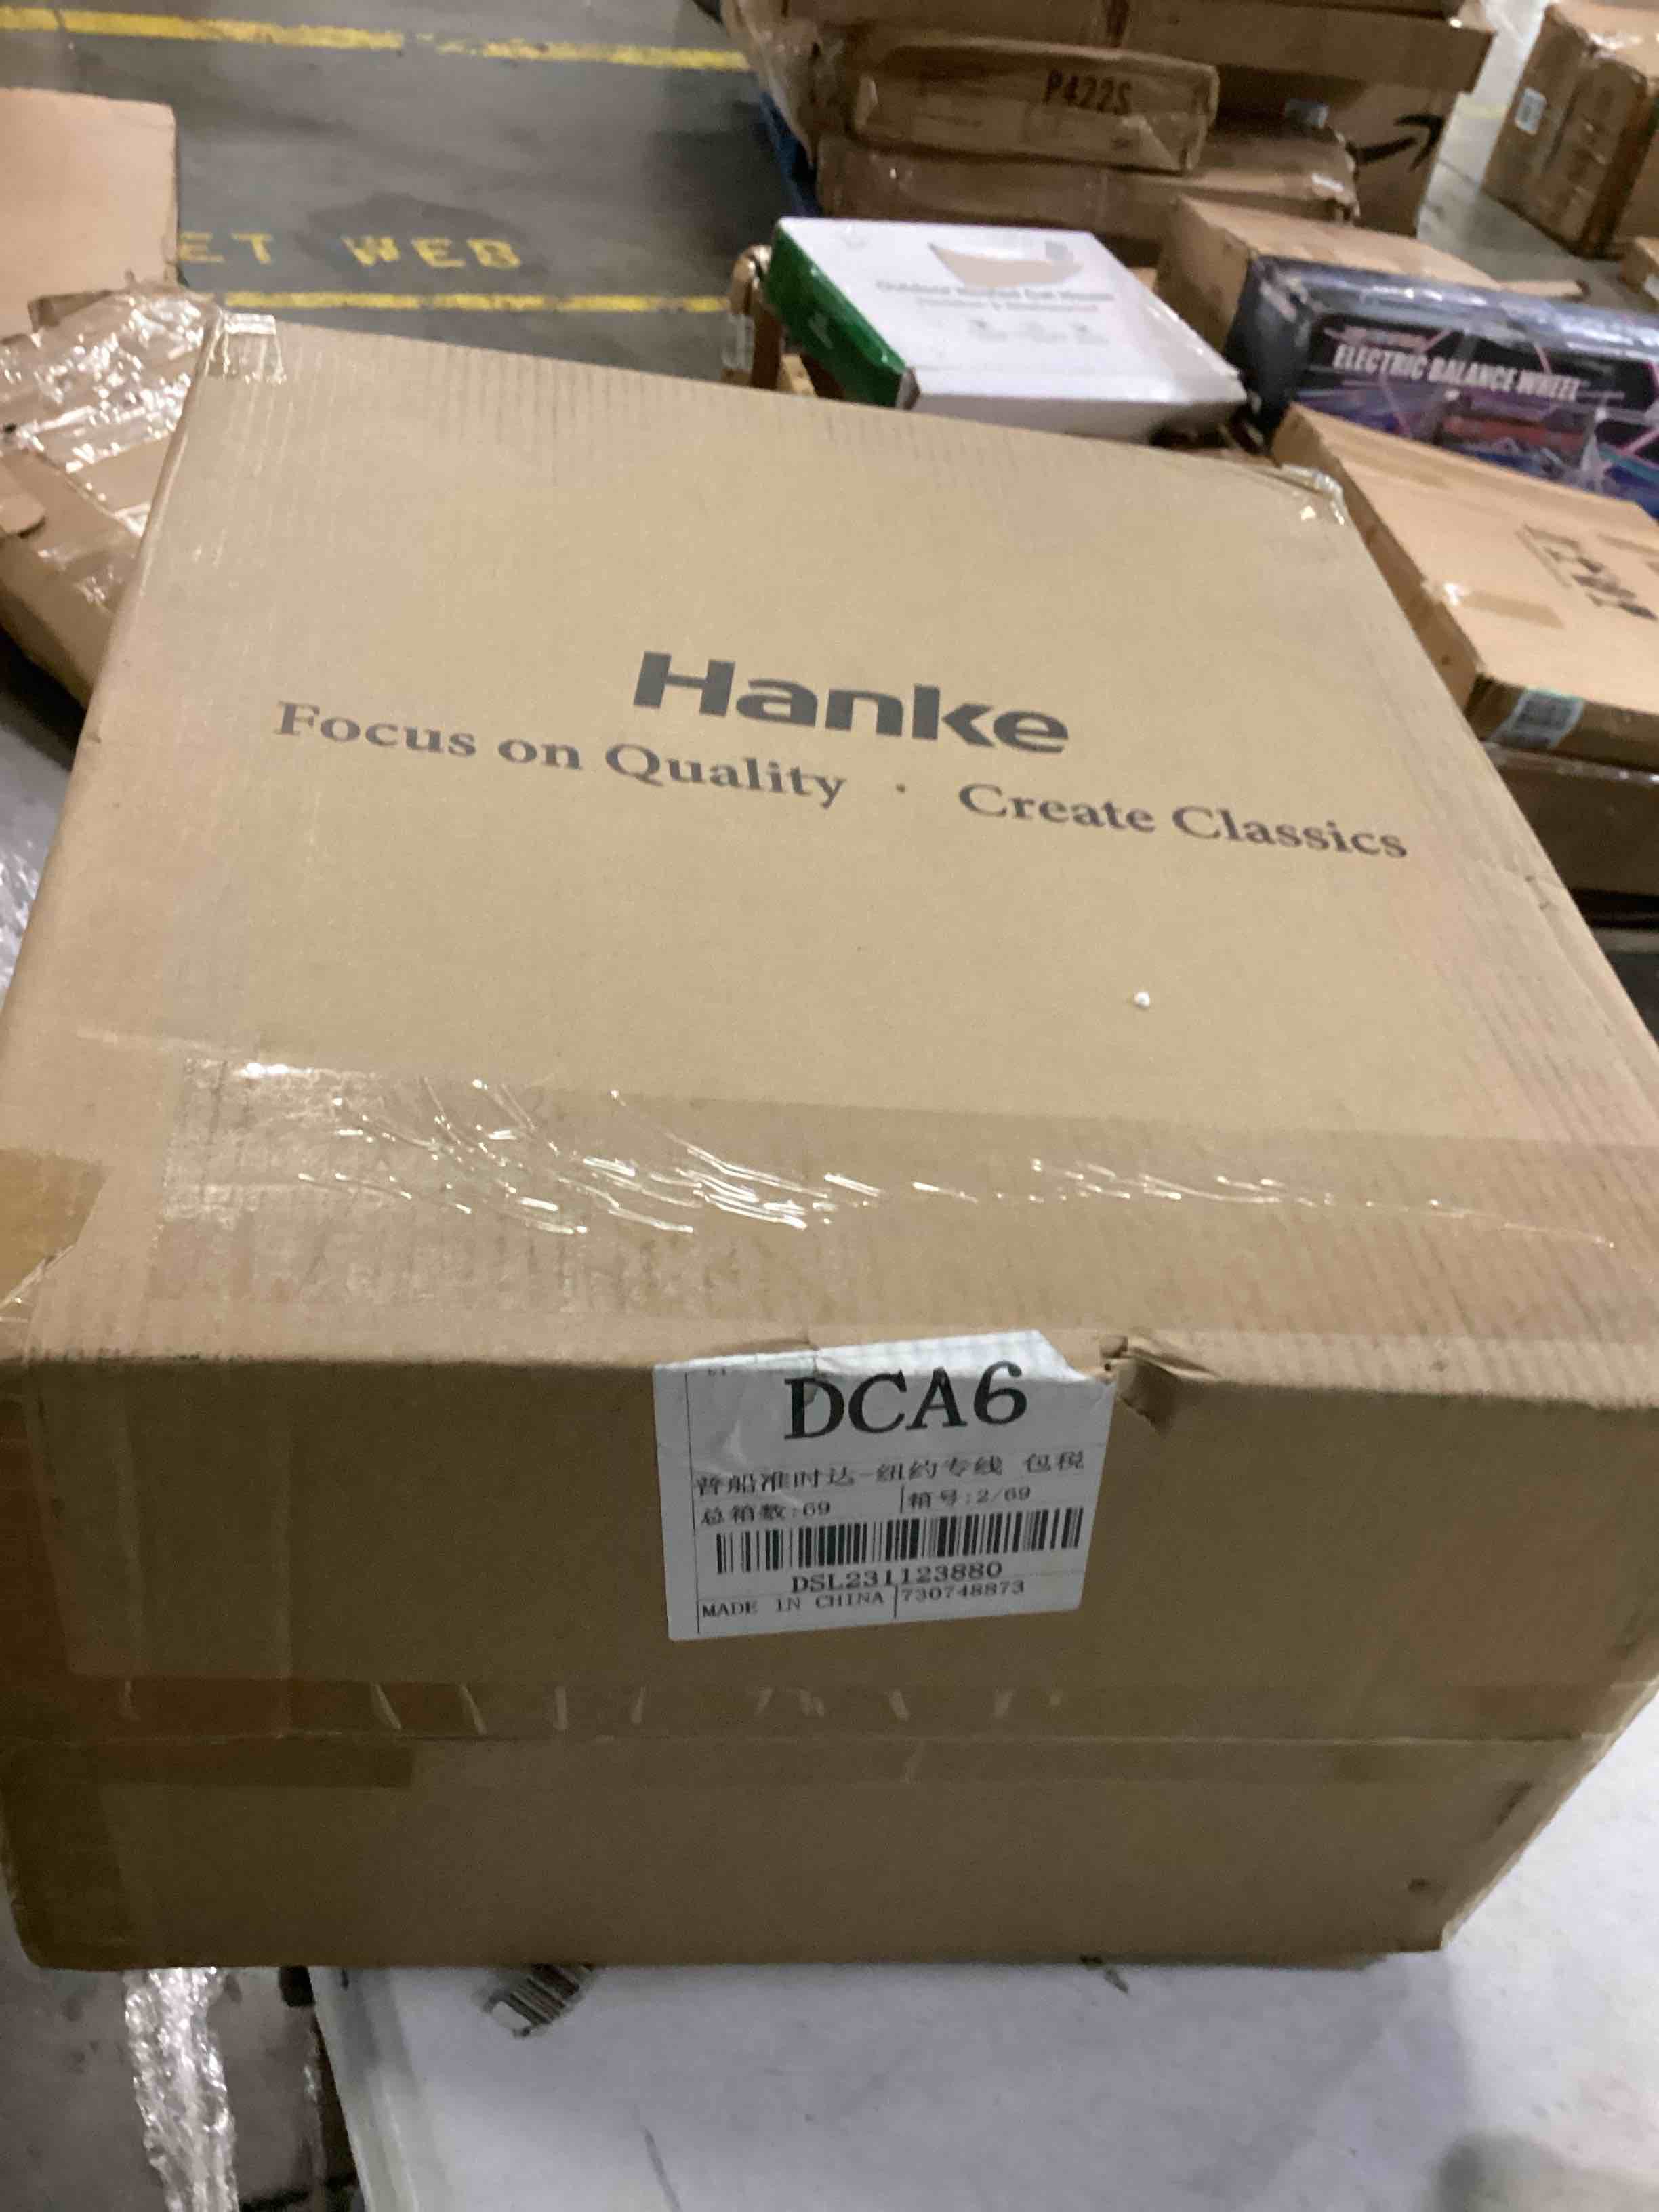 P422S
ET WEB
ELECTRIC BALANCE WHEEL
Hanke
Focus on Quality · Create Classics
DCA6
普船准时达-纽约专线 包税
总箱数:69 箱号:2/69
DSL231123880
MADE IN CHINA 730748873